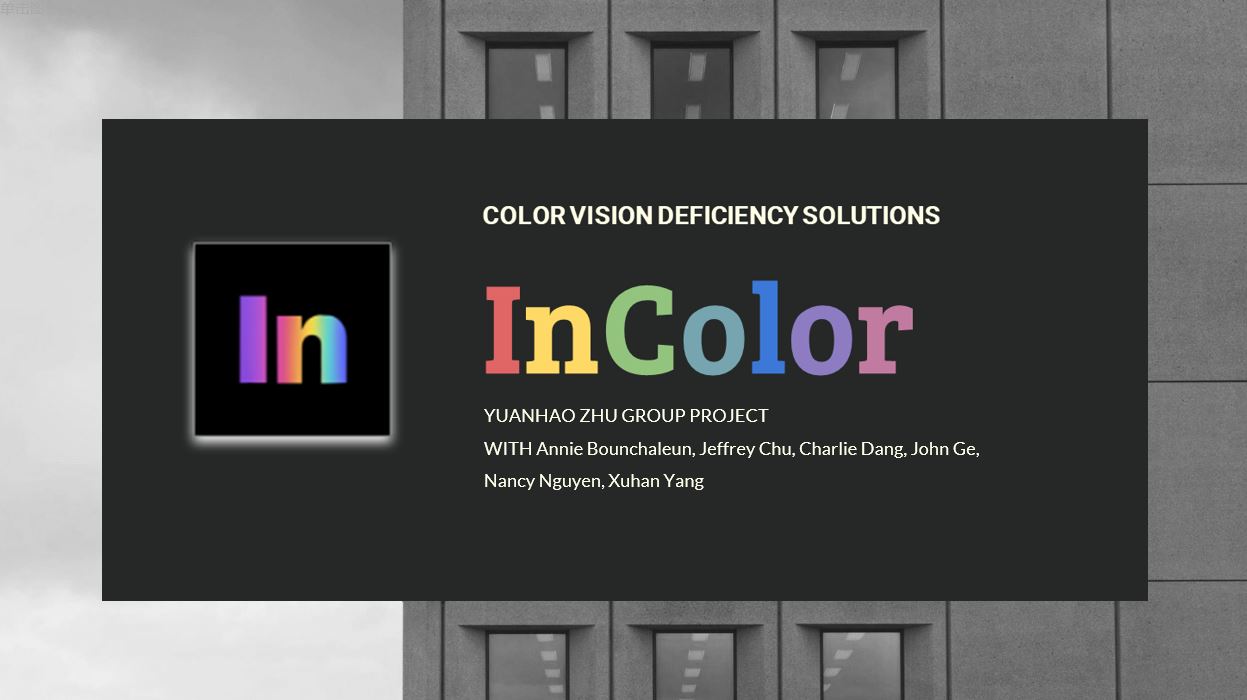 In
COLOR VISION DEFICIENCY SOLUTIONS
InColor
YUANHAO ZHU GROUP PROJECT
WITH Annie Bounchaleun, Jeffrey Chu, Charlie Dang, John Ge,
Nancy Nguyen, Xuhan Yang